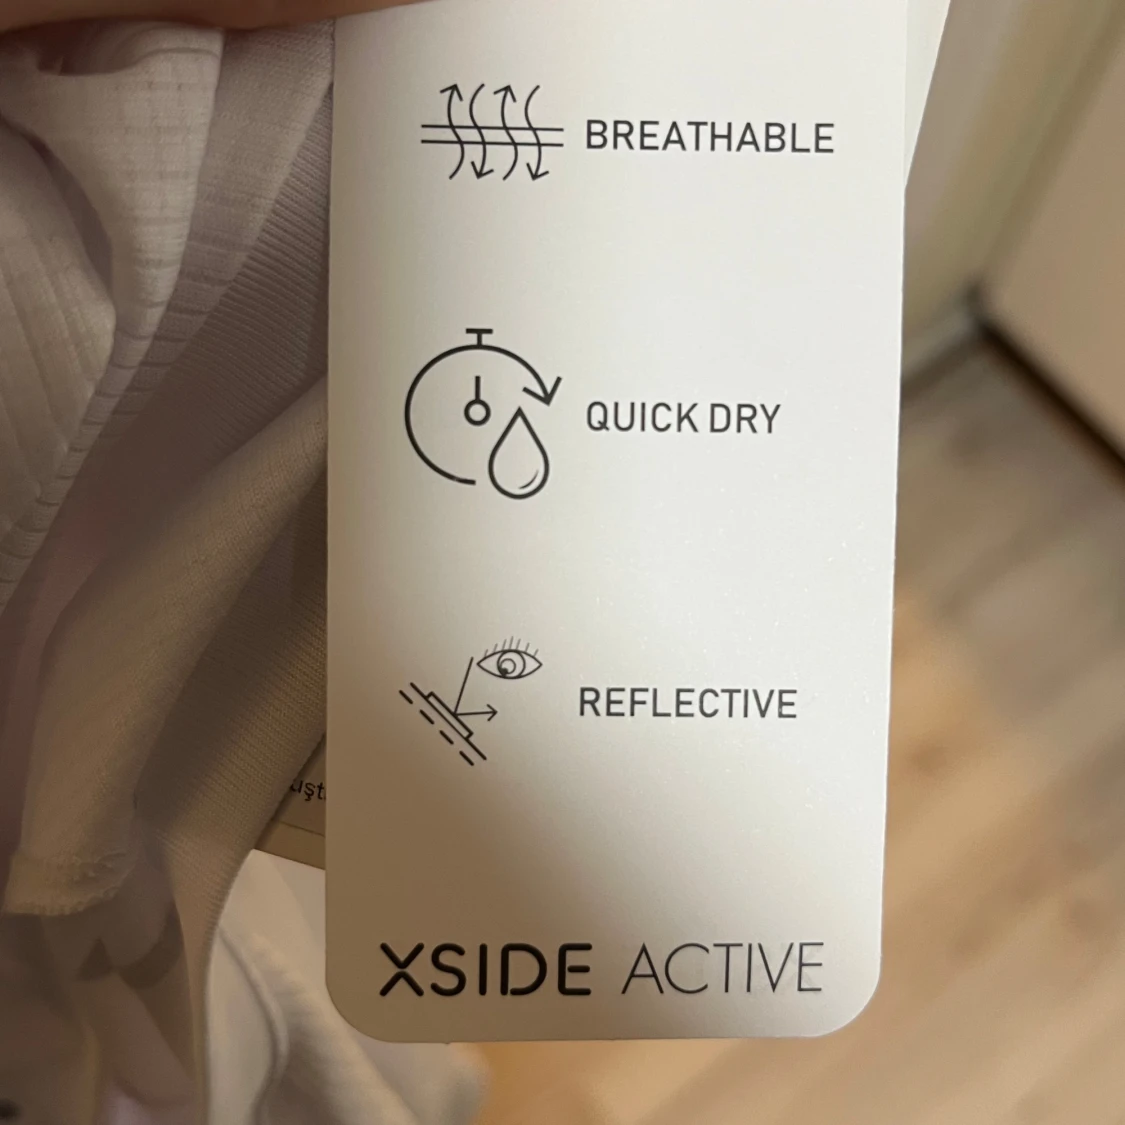 BREATHABLE
QUICK DRY
REFLECTIVE
XSIDE ACTIVE